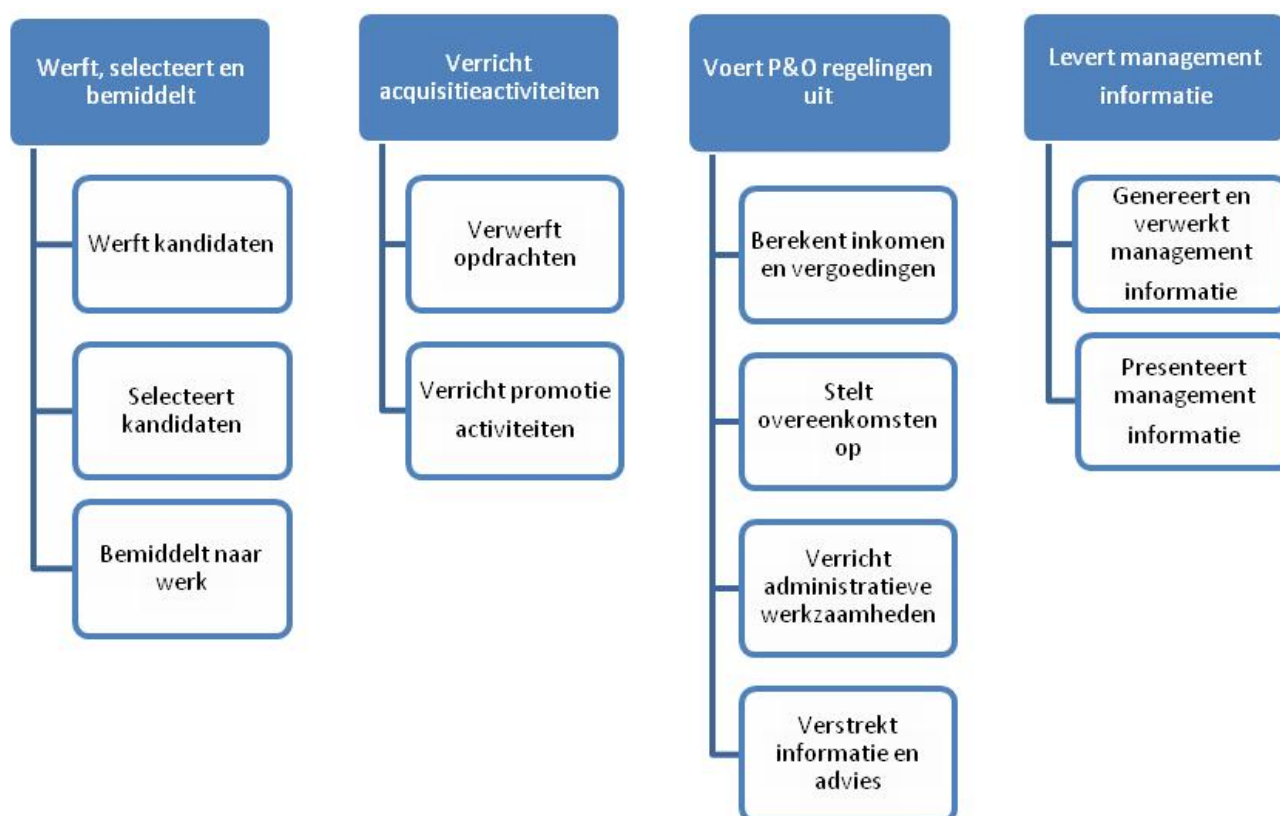 Werft, selecteert en
bemiddelt
Werft kandidaten
Selecteert
kandidaten
Bemiddelt naar
werk
Verricht
acquisitieactiviteiten
Verwerft
opdrachten
Verricht promotie
activiteiten
Voert P&O regelingen
uit
Berekent inkomen
en vergoedingen
Stelt
overeenkomsten
op
Verricht
administratieve
werkzaamheden
Verstrekt
informatie en
advies
Levert management
informatie
Genereert en
verwerkt
management
informatie
Presenteert
management
informatie